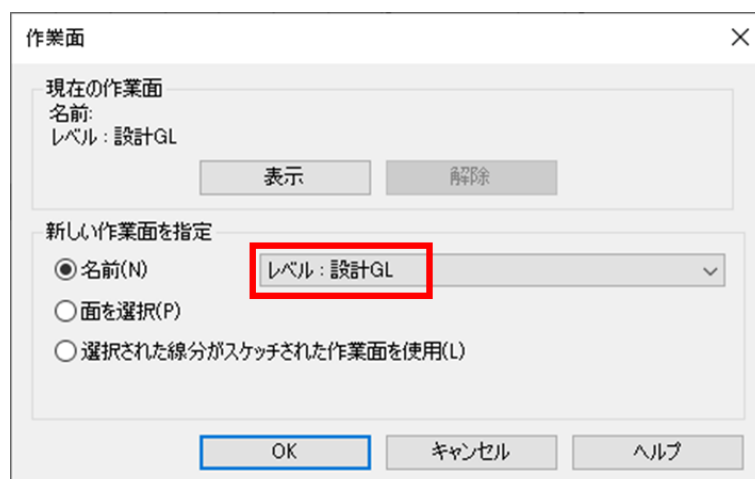 作業面
現在の作業面
名前:
レベル : 設計GL
表示
解除
新しい作業面を指定
名前(N)
レベル : 設計GL
面を選択(P)
選択された線分がスケッチされた作業面を使用(L)
OK
キャンセル
ヘルプ